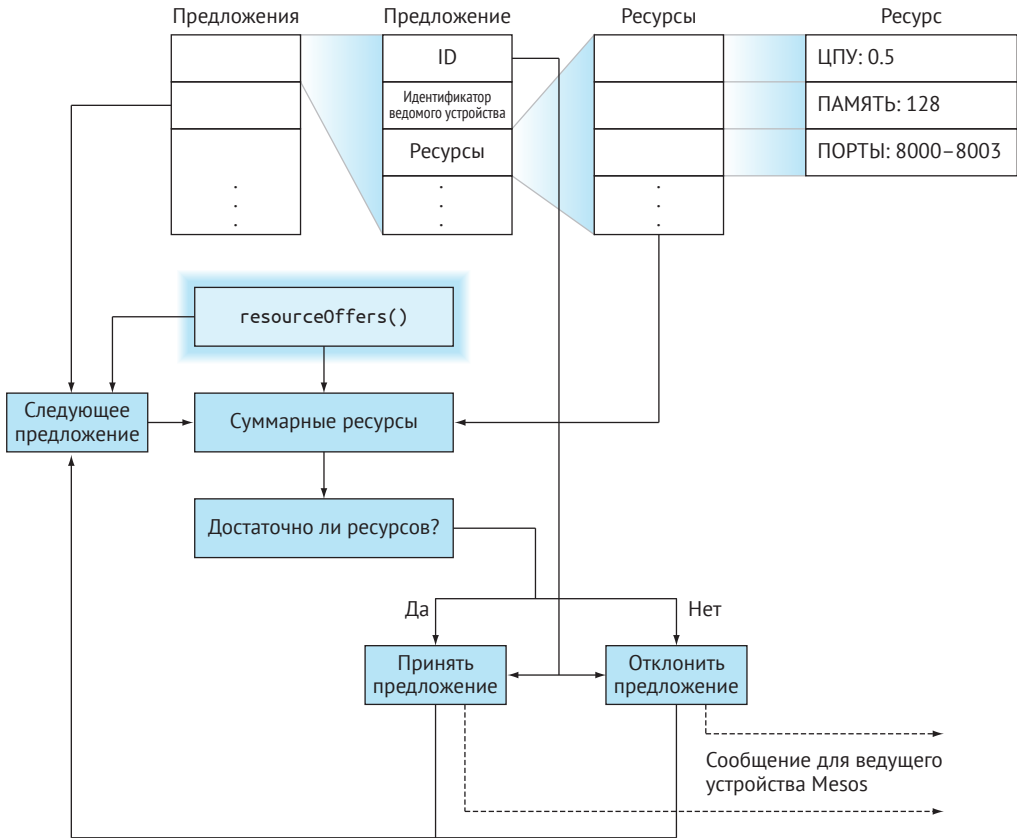 Предложения
Предложение
Ресурсы
Ресурс
ID
Идентификатор
ведомого устройства
Ресурсы
ЦПУ: 0.5
ПАМЯТЬ: 128
ПОРТЫ: 8000–8003
resourceOffers()
Следующее
предложение
Суммарные ресурсы
Достаточно ли ресурсов?
Да
Нет
Принять
предложение
Отклонить
предложение
Сообщение для ведущего
устройства Mesos